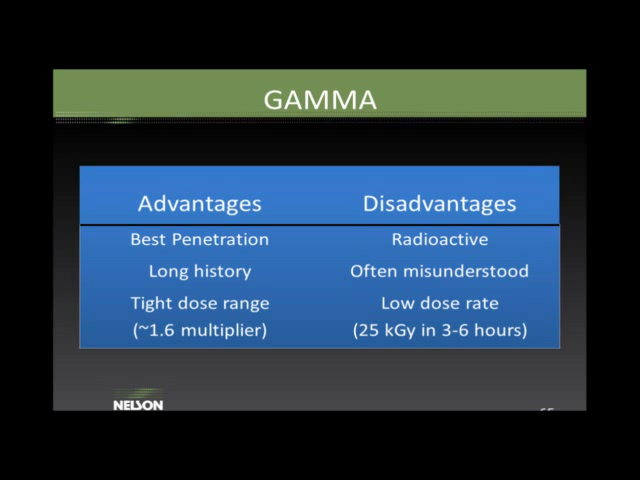 GAMMA
Advantages Disadvantages
Best Penetration Radioactive
Long history Often misunderstood
Tight dose range Low dose rate
(~1.6 multiplier) (25 kGy in 3-6 hours)
NELSON